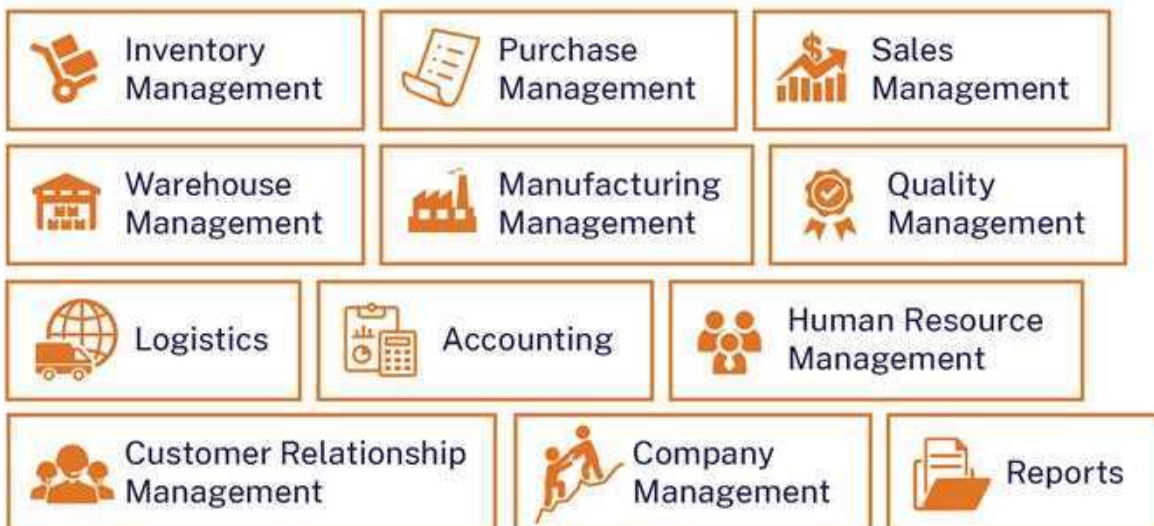 Inventory
Management
Purchase
Management
$
Sales
Management
Warehouse
Management
Manufacturing
Management
Quality
Management
Logistics
Accounting
Human Resource
Management
Customer Relationship
Management
Company
Management
Reports